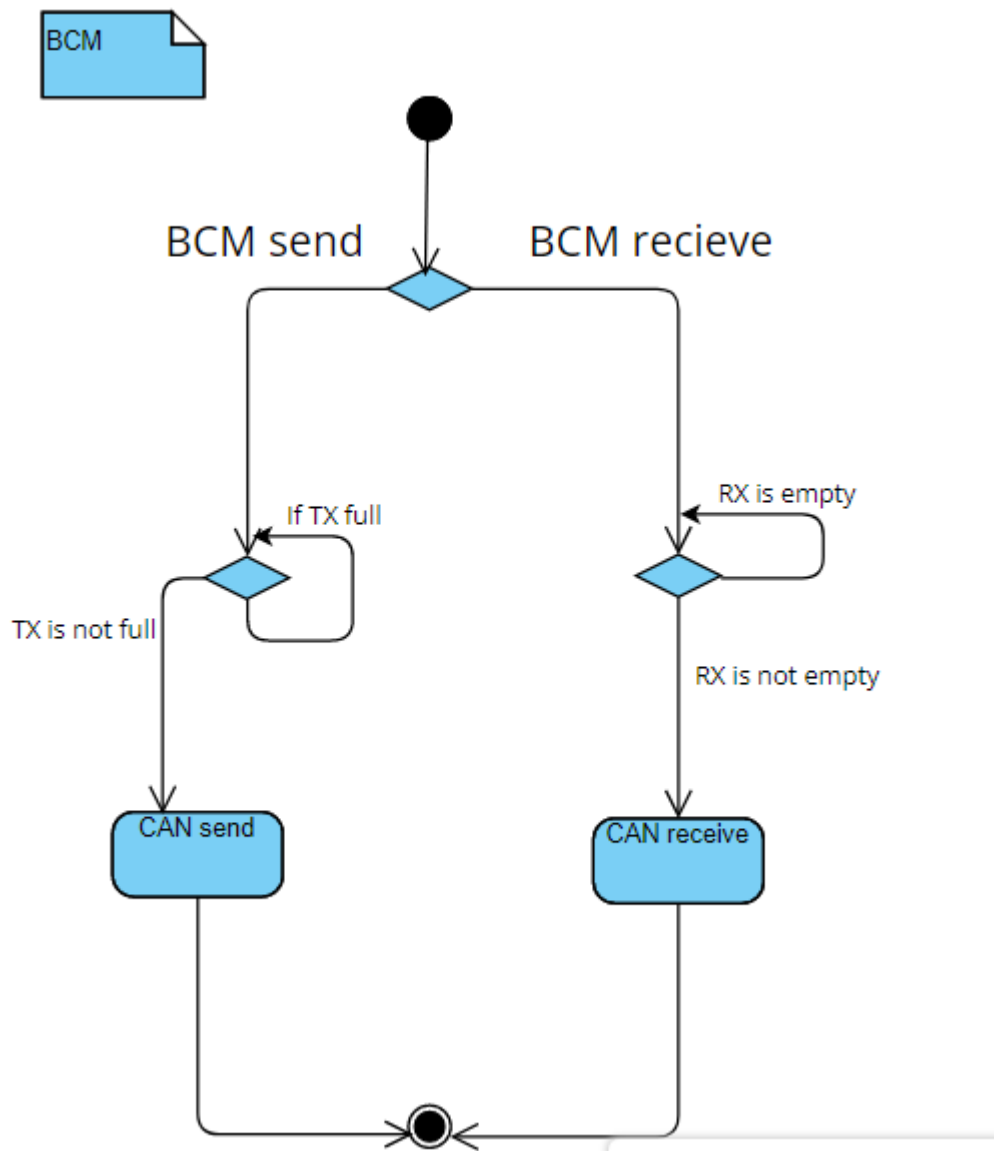 BCM
BCM send
BCM recieve
If TX full
RX is empty
TX is not full
RX is not empty
CAN send
CAN receive